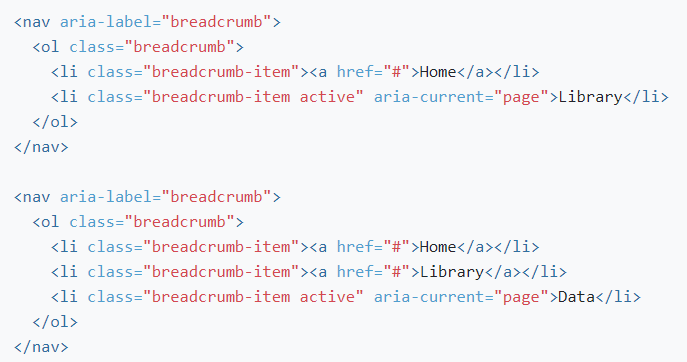 <nav aria-label="breadcrumb">
  <ol class="breadcrumb">
    <li class="breadcrumb-item"><a href="#">Home</a></li>
    <li class="breadcrumb-item active" aria-current="page">Library</li>
  </ol>
</nav>

<nav aria-label="breadcrumb">
  <ol class="breadcrumb">
    <li class="breadcrumb-item"><a href="#">Home</a></li>
    <li class="breadcrumb-item"><a href="#">Library</a></li>
    <li class="breadcrumb-item active" aria-current="page">Data</li>
  </ol>
</nav>